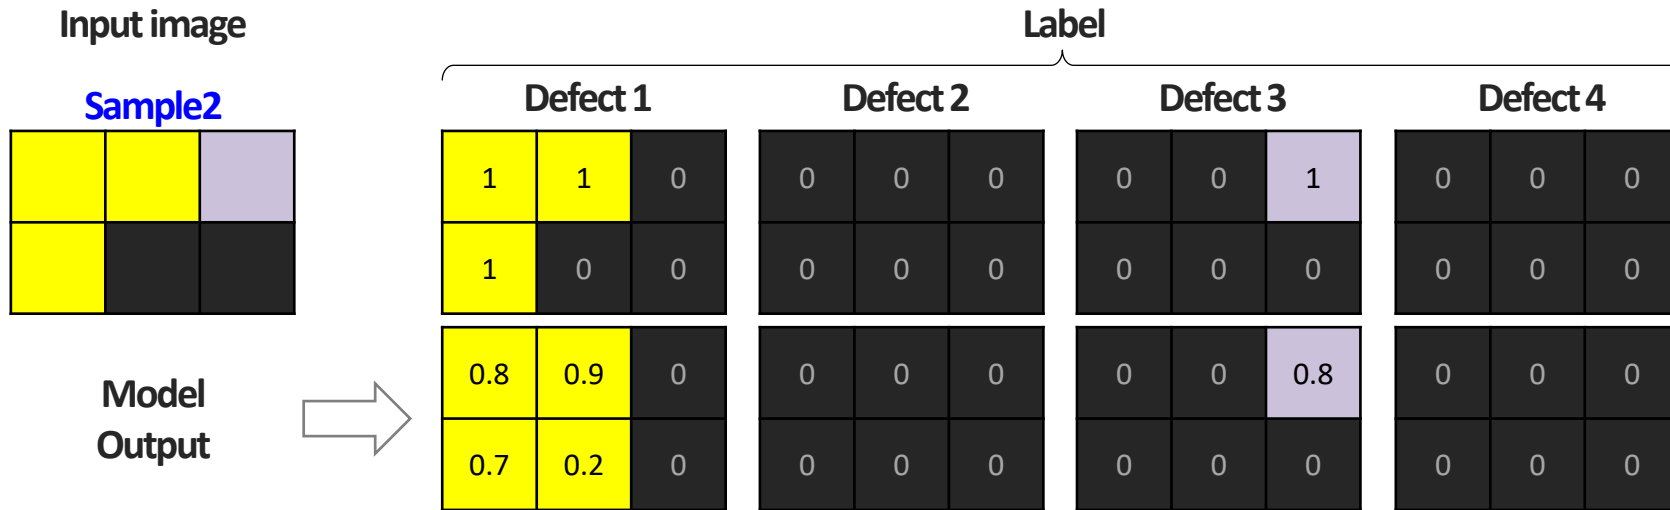 Input image
Label
Sample2
Defect 1 Defect 2 Defect 3 Defect 4
1 1 0 0 0 0 0 0 1 0 0 0
1 0 0 0 0 0 0 0 0 0 0 0
Model
Output
0.8 0.9 0 0 0 0 0 0 0.8 0 0 0
0.7 0.2 0 0 0 0 0 0 0 0 0 0